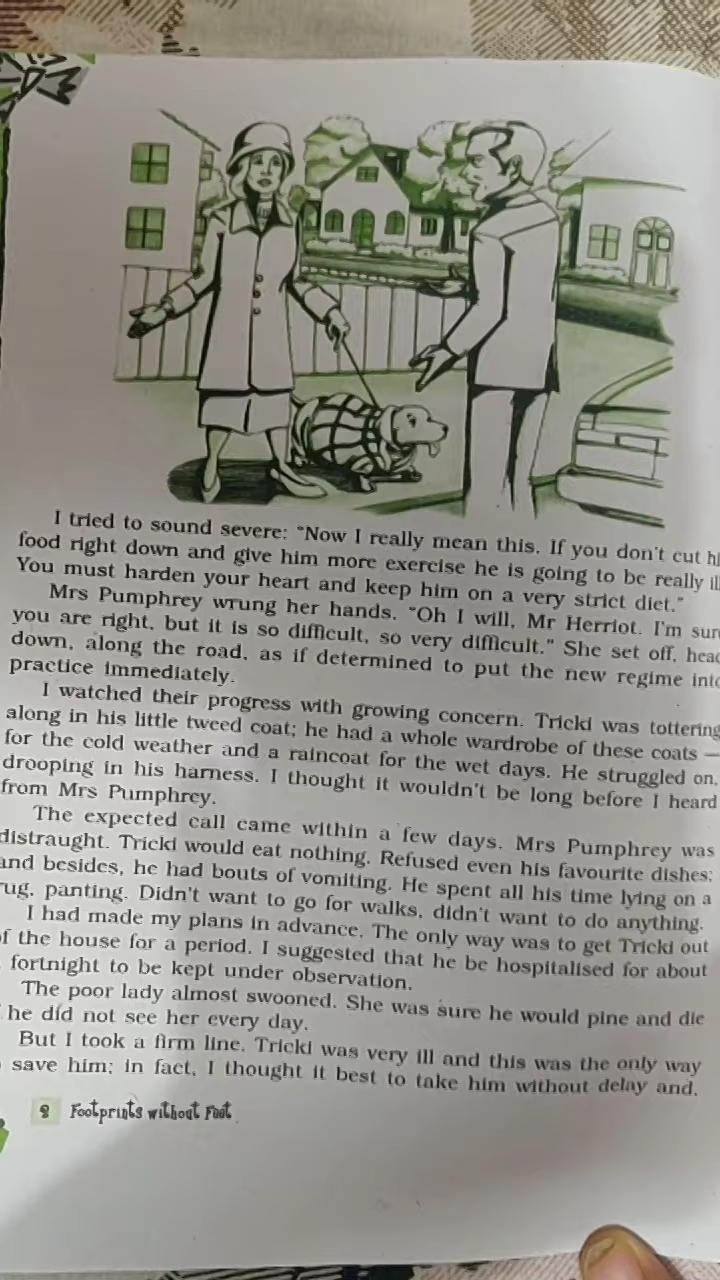 I tried to sound severe: "Now I really mean this. If you don't cut
food right down and give him more exercise he is going to be really
You must harden your heart and keep him on a very strict diet."
Mrs Pumphrey wrung her hands. "Oh I will, Mr Herriot. I'm
you are right, but it is so difficult, so very difficult." She set off,
down, along the road, as if determined to put the new regime
practice immediately.
I watched their progress with growing concern. Tricki was tottering
along in his little tweed coat; he had a whole wardrobe of these coats —
for the cold weather and a raincoat for the wet days. He struggled on,
drooping in his harness. I thought it wouldn't be long before I heard
from Mrs Pumphrey.
The expected call came within a few days. Mrs Pumphrey was
distraught. Tricki would eat nothing. Refused even his favourite dishes;
and besides, he had bouts of vomiting. He spent all his time lying on a
rug, panting. Didn't want to go for walks, didn't want to do anything.
I had made my plans in advance. The only way was to get Tricki out
of the house for a period. I suggested that he be hospitalised for about
fortnight to be kept under observation.
The poor lady almost swooned. She was sure he would pine and die
he did not see her every day.
But I took a firm line. Tricki was very ill and this was the only way
save him; in fact, I thought it best to take him without delay and,
8 Footprints without Feet